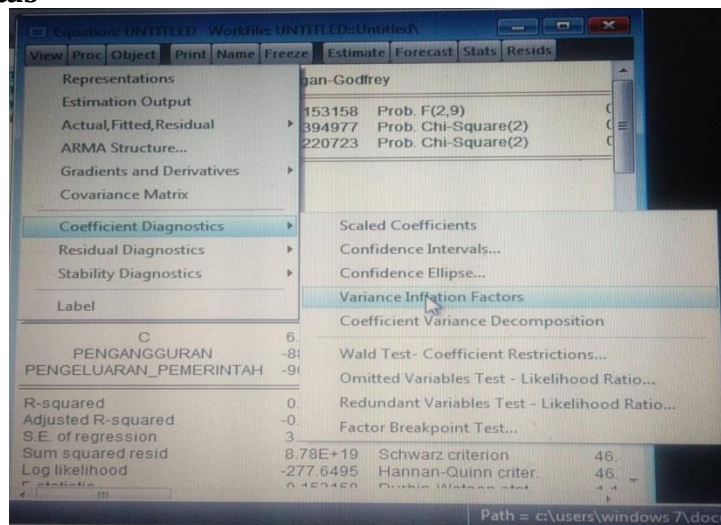 Equation: UNTITLED Workfile: UNTITLED::Untitled\
View Proc Object Print Name Freeze Estimate Forecast Stats Resids
Representations
Estimation Output
Actual,Fitted,Residual
ARMA Structure...
Gradients and Derivatives
Covariance Matrix
Coefficient Diagnostics
Residual Diagnostics
Stability Diagnostics
Label
gan-Godfrey
153158 Prob. F(2,9)
394977 Prob. Chi-Square(2)
220723 Prob. Chi-Square(2)
Scaled Coefficients
Confidence Intervals...
Confidence Ellipse...
Variance Inflation Factors
Coefficient Variance Decomposition
Wald Test- Coefficient Restrictions...
Omitted Variables Test - Likelihood Ratio...
Redundant Variables Test - Likelihood Ratio...
Factor Breakpoint Test...
C 6.
PENGANGGURAN -8
PENGELUARAN_PEMERINTAH -9
R-squared 0.
Adjusted R-squared -0.
S.E. of regression 3
Sum squared resid 8.78E+19 Schwarz criterion 46.
Log likelihood -277.6495 Hannan-Quinn criter. 46.
Path = c:\users\windows 7\doc